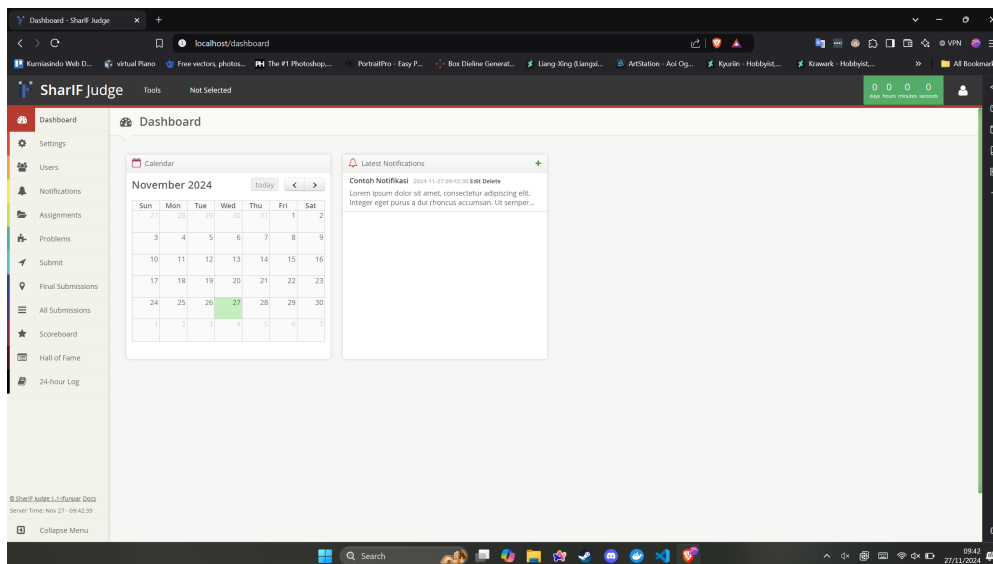 Dashboard - SharIF Judge
localhost/dashboard
VPN
Kurniasindo Web D...
virtual Piano
Free vectors, photos...
PH The #1 Photoshop,...
PortraitPro - Easy P...
Box Dieline Generat...
Liang-Xing (Liangxi...
ArtStation - Aoi Og...
Kyuriin - Hobbyist,...
Krawark - Hobbyist,...
All Bookmar
SharIF Judge
Tools
Not Selected
0 0 0 0
days hours minutes seconds
Dashboard
Settings
Users
Notifications
Assignments
Problems
Submit
Final Submissions
All Submissions
Scoreboard
Hall of Fame
24-hour Log
© SharIF Judge 1.1-ifunpar Docs
Server Time: Nov 27 - 09:42:39
Collapse Menu
Dashboard
Calendar
November 2024
today
Sun Mon Tue Wed Thu Fri Sat
27 28 29 30 31 1 2
3 4 5 6 7 8 9
10 11 12 13 14 15 16
17 18 19 20 21 22 23
24 25 26 27 28 29 30
1 2 3 4 5 6 7
Latest Notifications
Contoh Notifikasi 2024-11-27 09:42:30 Edit Delete
Lorem ipsum dolor sit amet, consectetur adipiscing elit.
Integer eget purus a dui rhoncus accumsan. Ut semper...
Search
09:42
27/11/2024